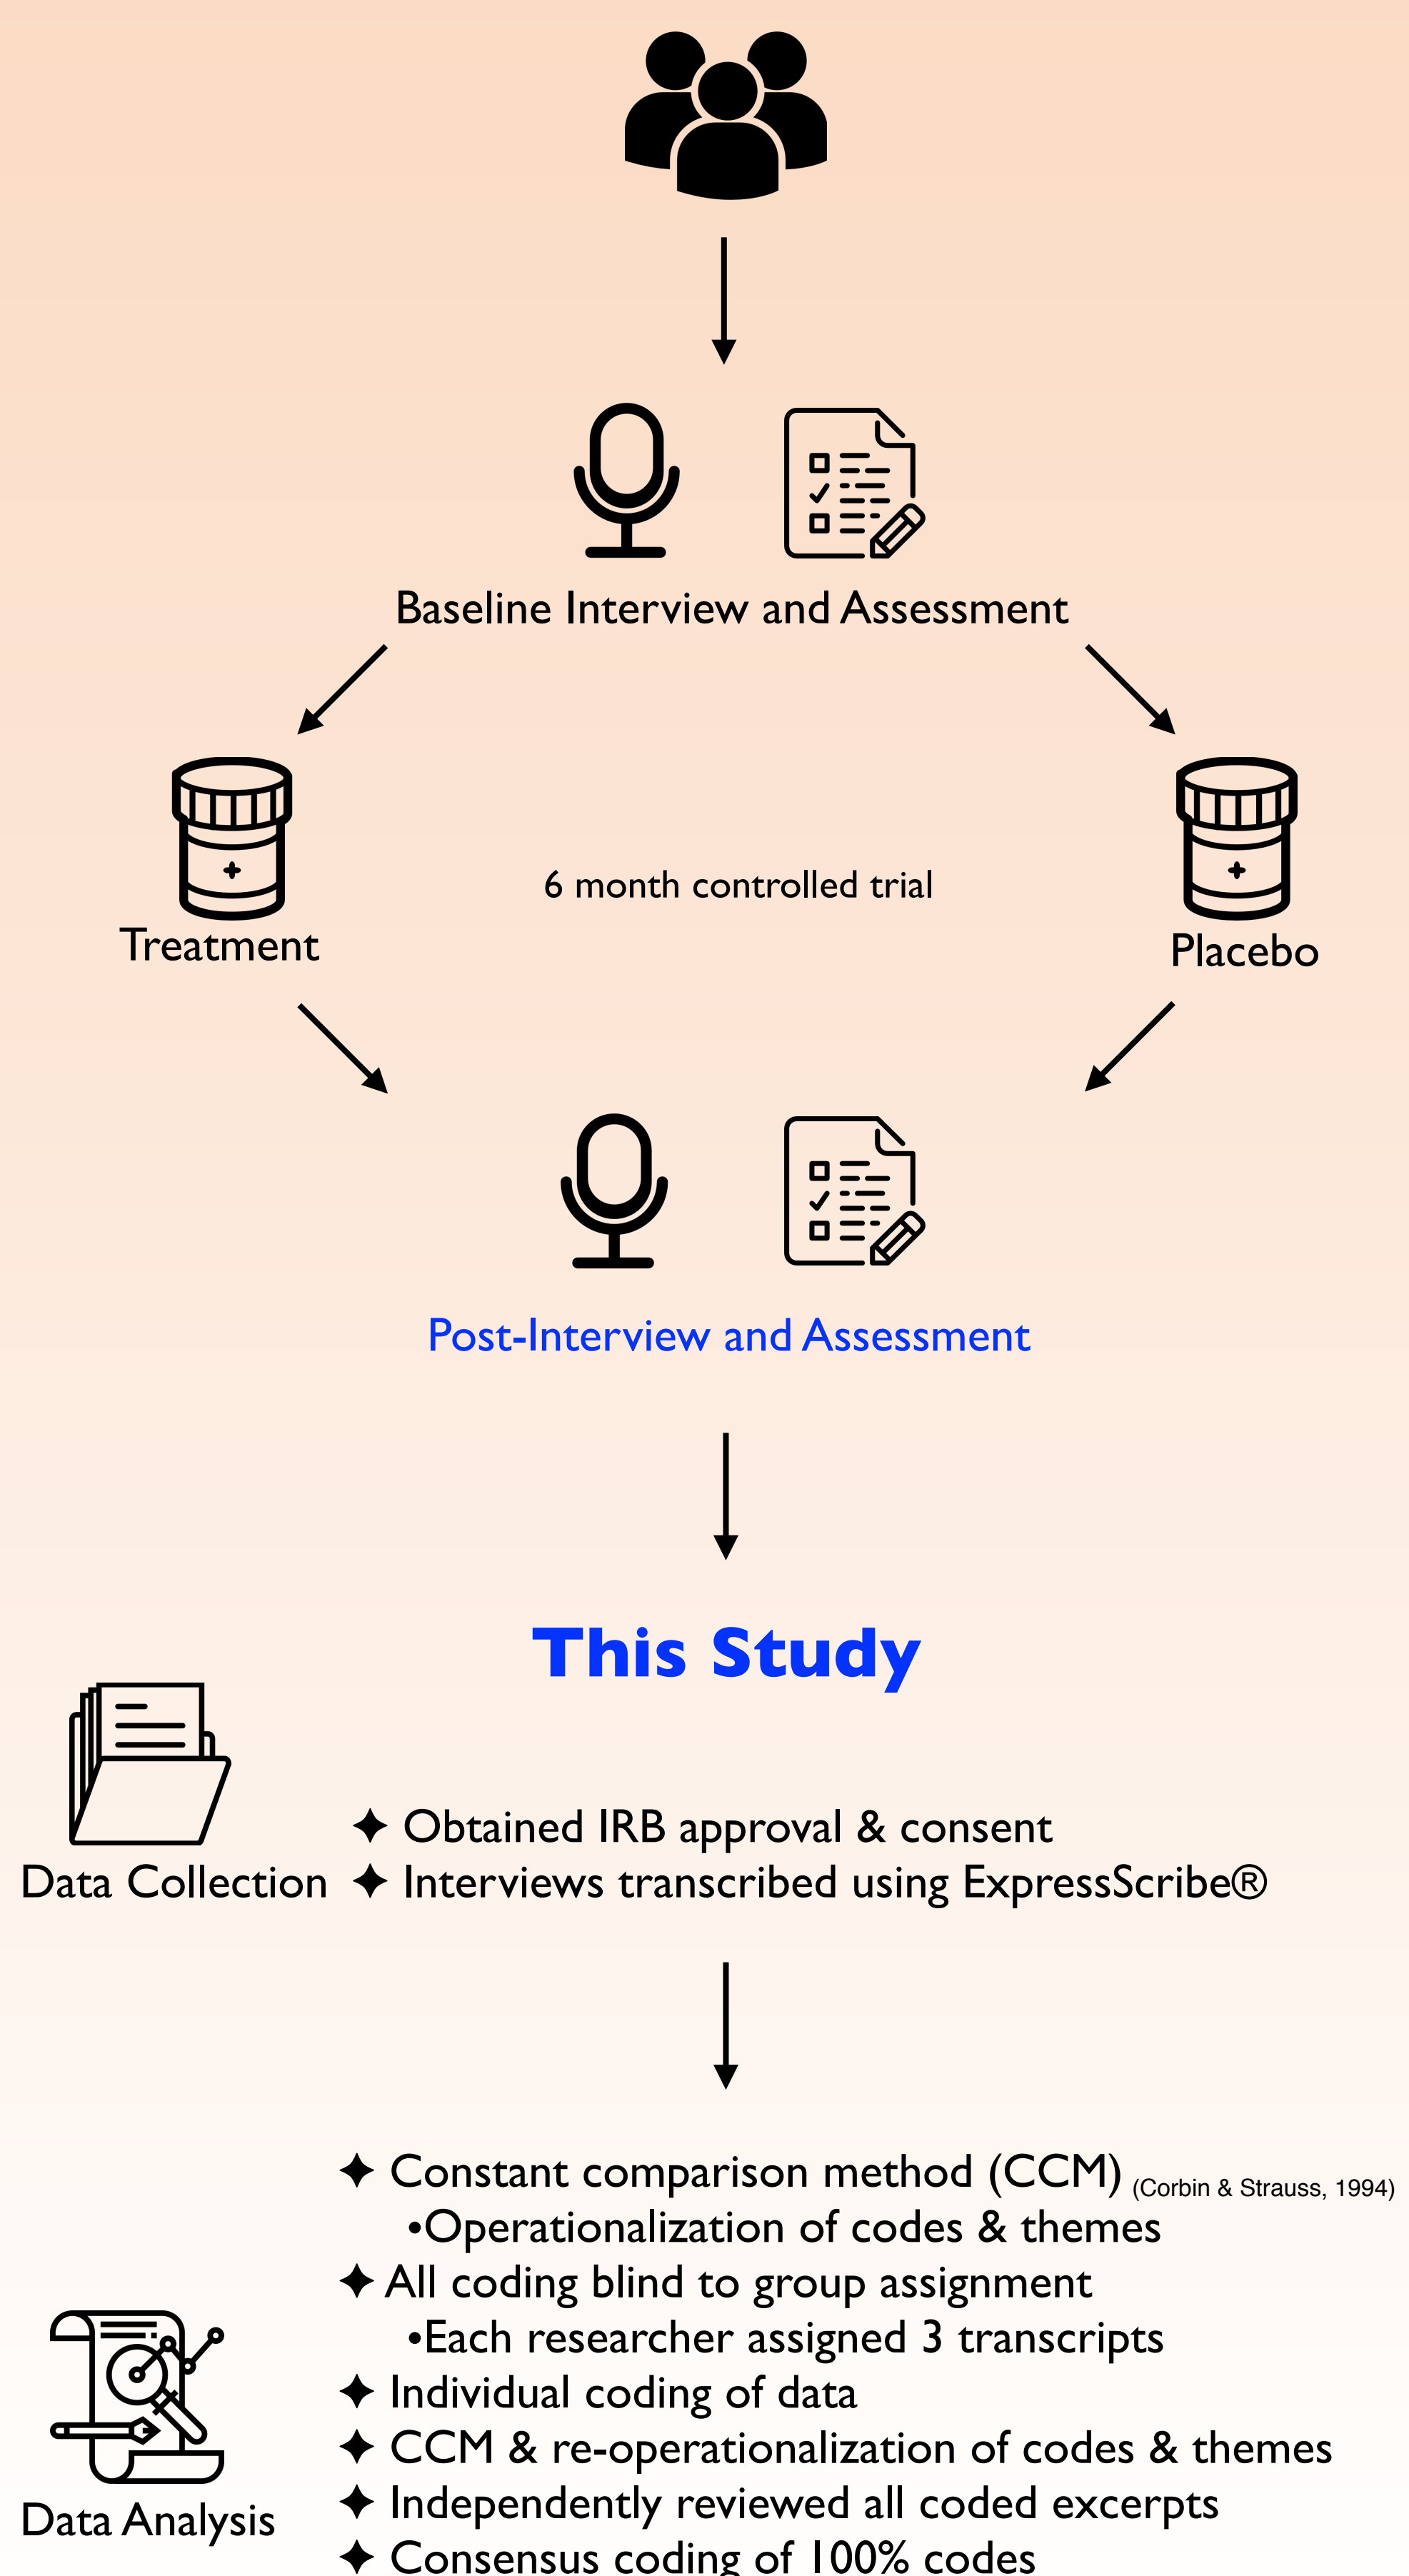 Baseline Interview and Assessment
6 month controlled trial
Treatment
Placebo
Post-Interview and Assessment
This Study
✦ Obtained IRB approval & consent
Data Collection ✦ Interviews transcribed using ExpressScribe®
✦ Constant comparison method (CCM) (Corbin & Strauss, 1994)
•Operationalization of codes & themes
✦ All coding blind to group assignment
•Each researcher assigned 3 transcripts
✦ Individual coding of data
✦ CCM & re-operationalization of codes & themes
✦ Independently reviewed all coded excerpts
Data Analysis
✦ Consensus coding of 100% codes